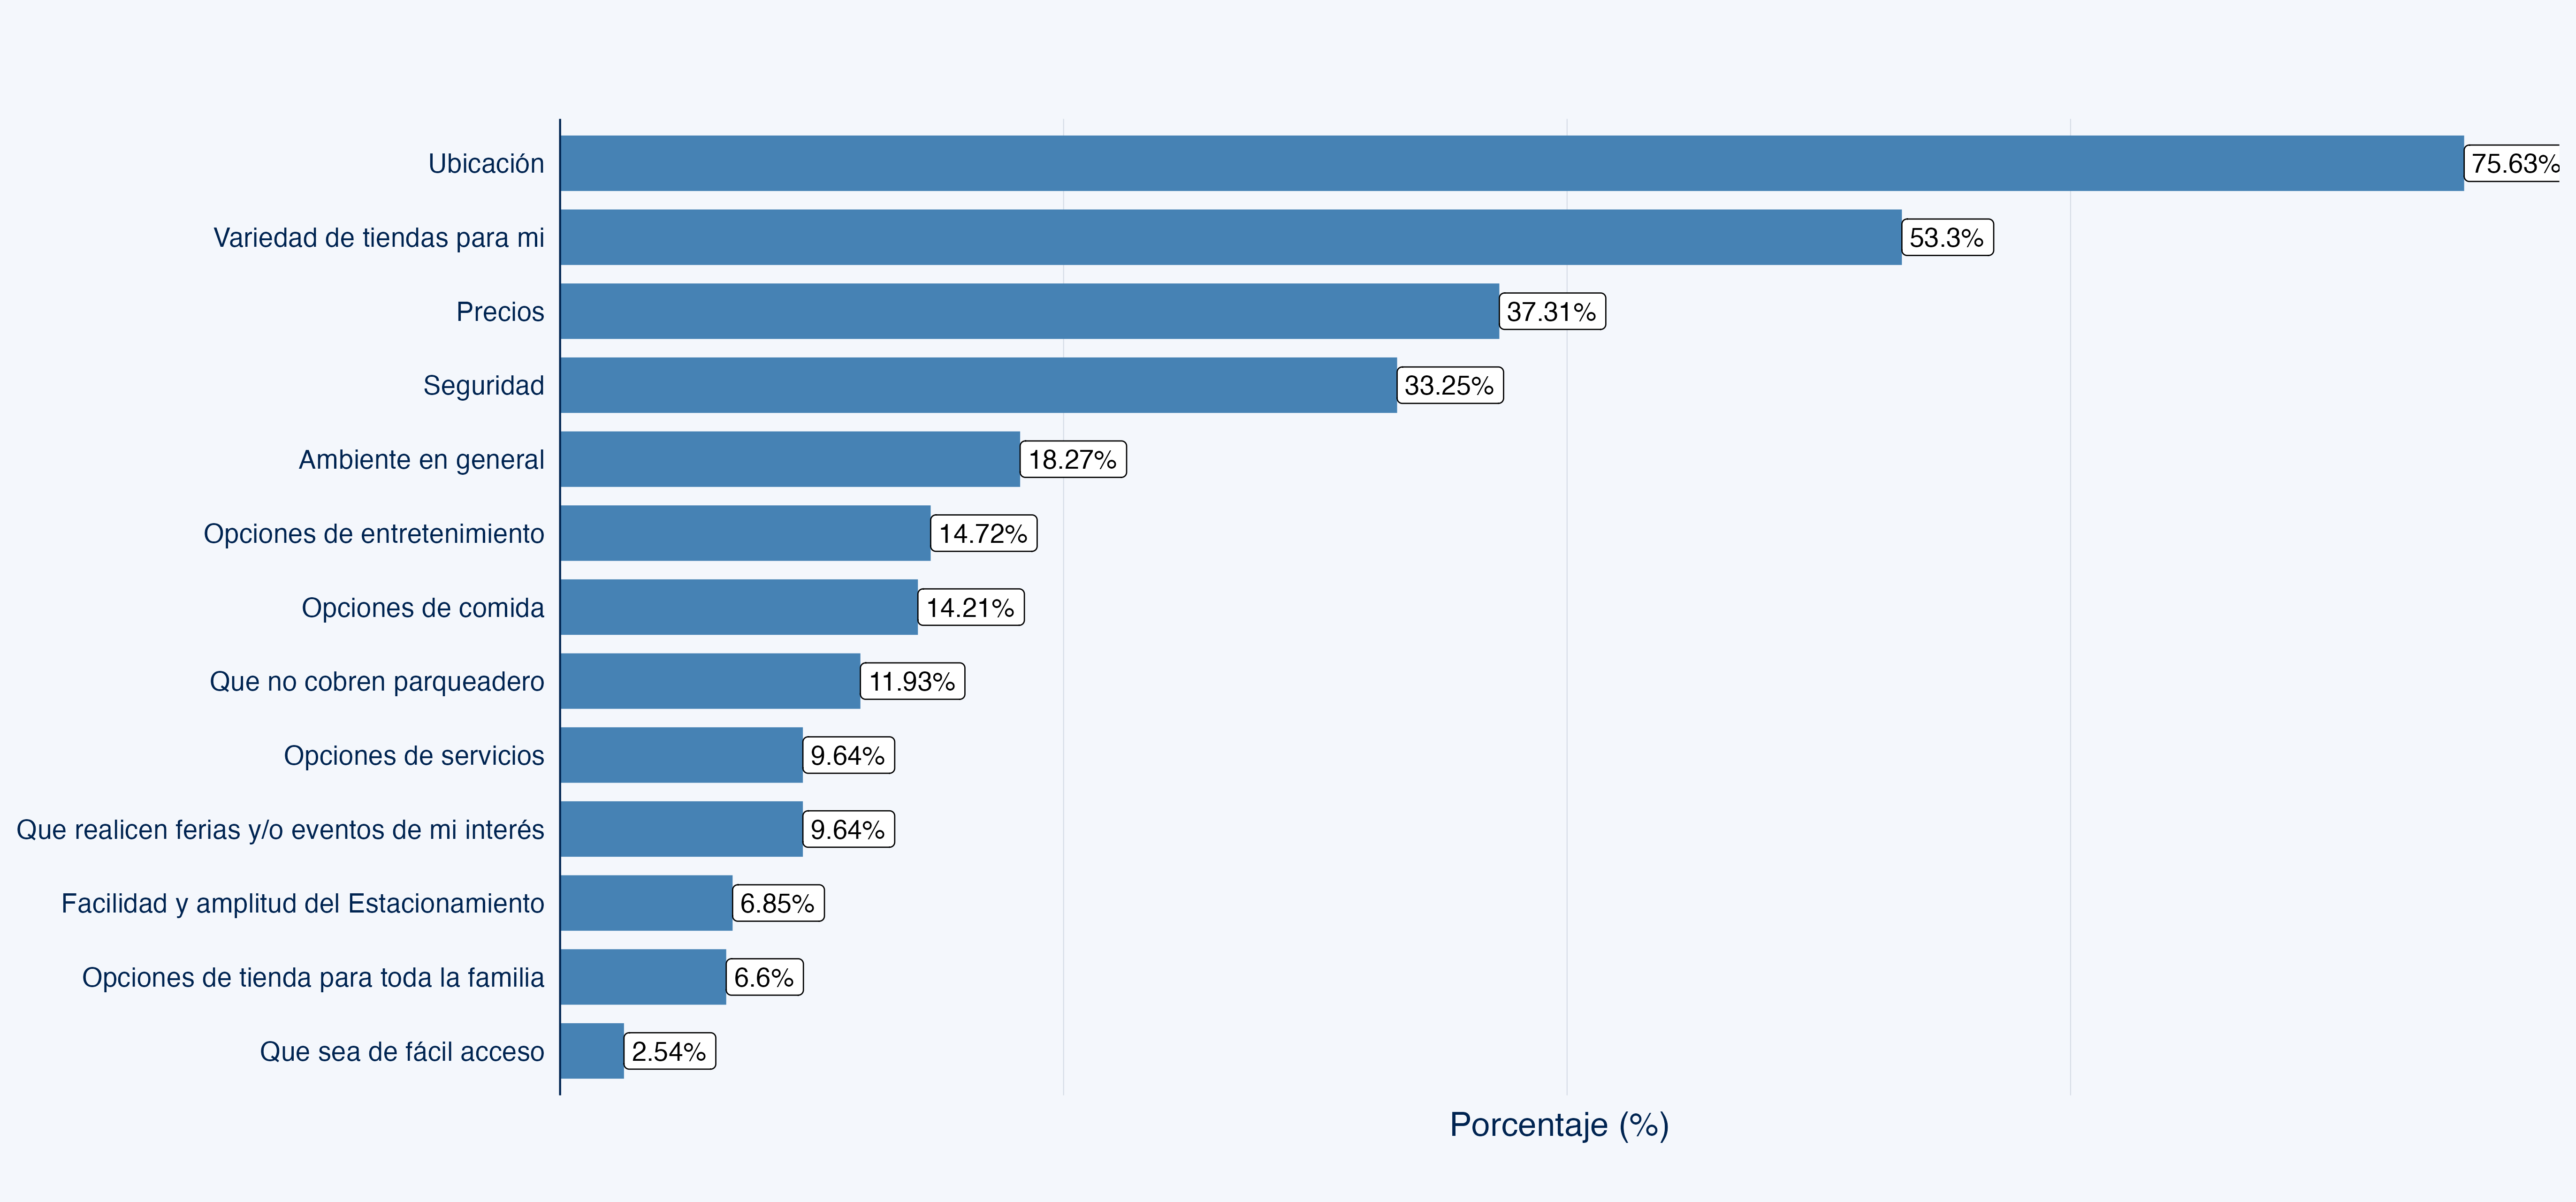 Ubicación 75.63%
Variedad de tiendas para mi 53.3%
Precios 37.31%
Seguridad 33.25%
Ambiente en general 18.27%
Opciones de entretenimiento 14.72%
Opciones de comida 14.21%
Que no cobren parqueadero 11.93%
Opciones de servicios 9.64%
Que realicen ferias y/o eventos de mi interés 9.64%
Facilidad y amplitud del Estacionamiento 6.85%
Opciones de tienda para toda la familia 6.6%
Que sea de fácil acceso 2.54%
Porcentaje (%)